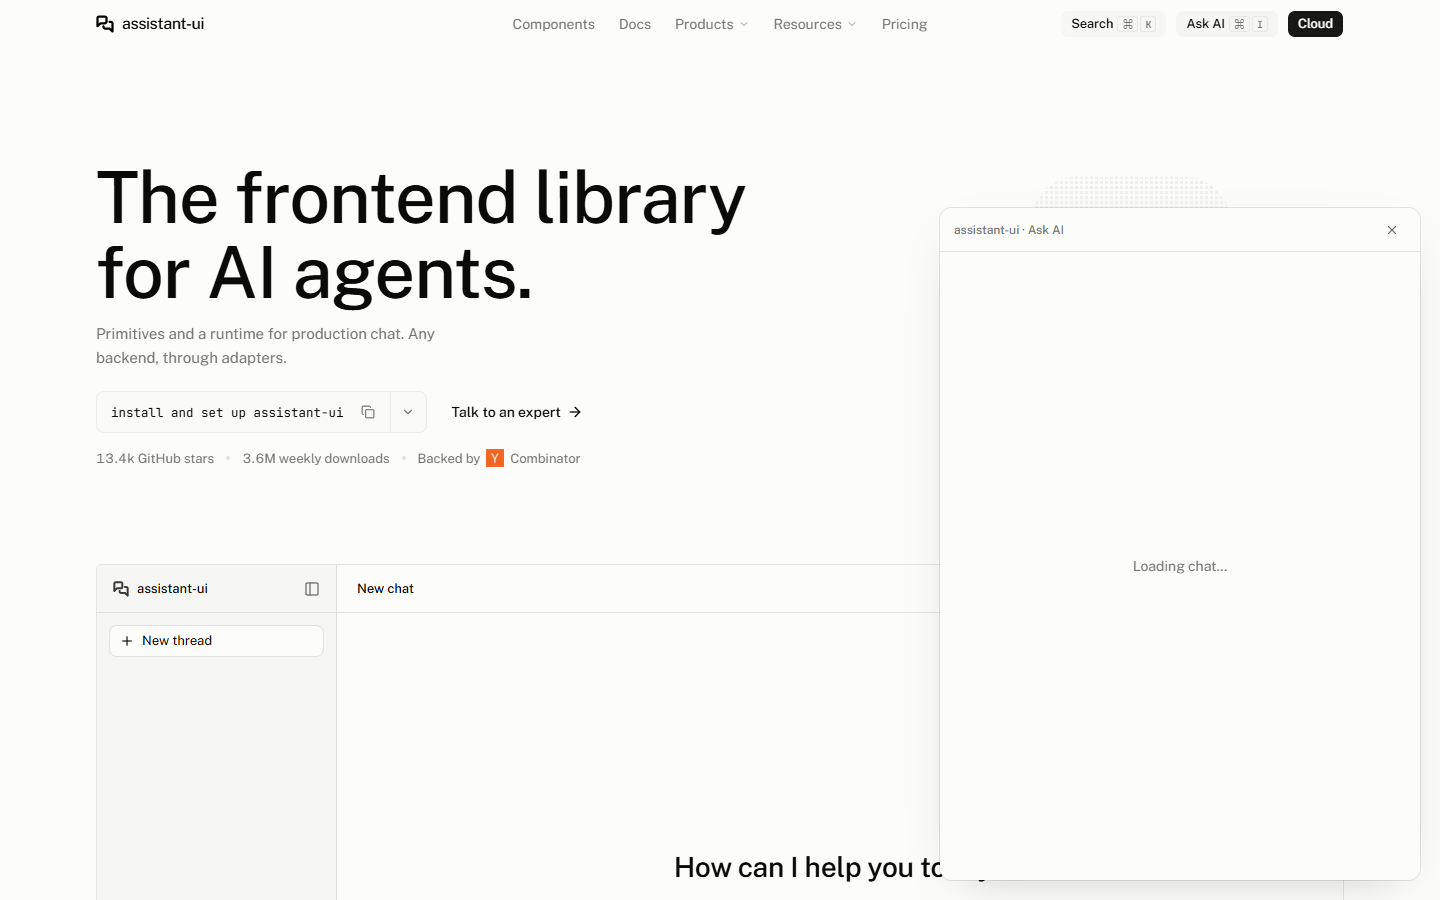 assistant-ui
Components Docs Products Resources Pricing
Search ⌘ K Ask AI ⌘ I Cloud
The frontend library
for AI agents.
Primitives and a runtime for production chat. Any
backend, through adapters.
install and set up assistant-ui
Talk to an expert →
13.4k GitHub stars • 3.6M weekly downloads • Backed by Y Combinator
assistant-ui
New chat
New thread
How can I help you
assistant-ui · Ask AI
Loading chat...